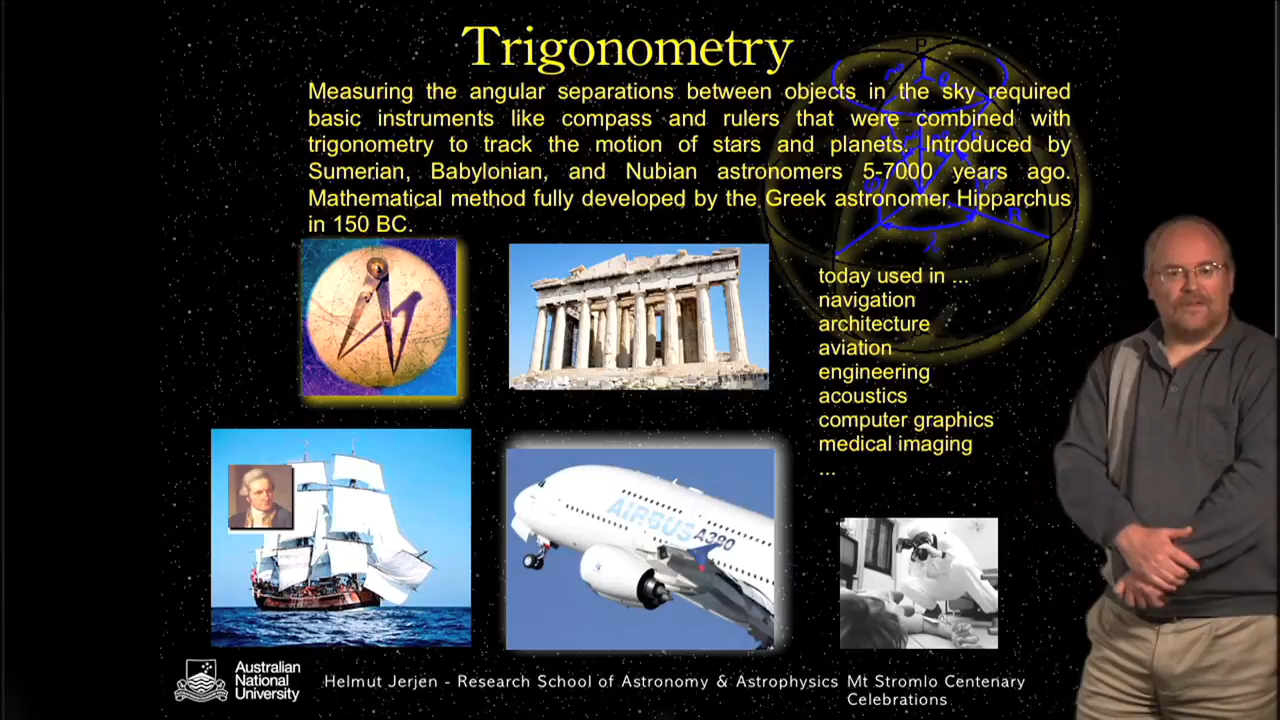 Trigonometry
Measuring the angular separations between objects in the sky required
basic instruments like compass and rulers that were combined with
trigonometry to track the motion of stars and planets. Introduced by
Sumerian, Babylonian, and Nubian astronomers 5-7000 years ago.
Mathematical method fully developed by the Greek astronomer Hipparchus
in 150 BC.
P
today used in ...
navigation
architecture
aviation
engineering
acoustics
computer graphics
medical imaging
...
AIRBUS A380
Australian
National
University
Helmut Jerjen - Research School of Astronomy & Astrophysics
Mt Stromlo Centenary
Celebrations